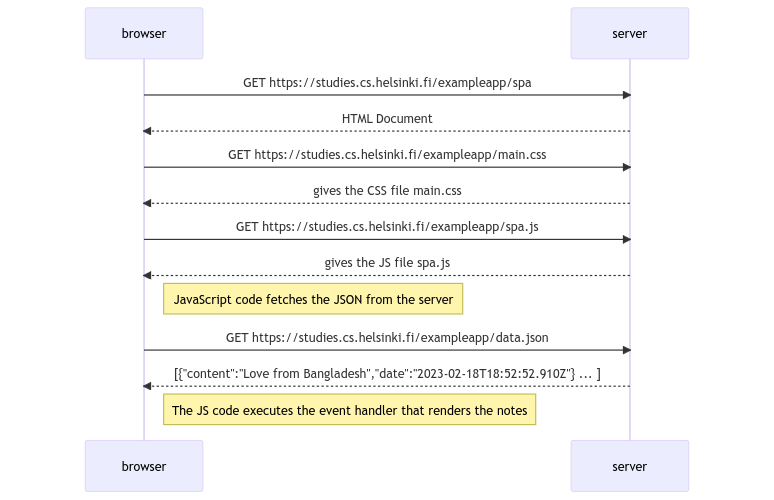 browser
server
GET https://studies.cs.helsinki.fi/exampleapp/spa
HTML Document
GET https://studies.cs.helsinki.fi/exampleapp/main.css
gives the CSS file main.css
GET https://studies.cs.helsinki.fi/exampleapp/spa.js
gives the JS file spa.js
JavaScript code fetches the JSON from the server
GET https://studies.cs.helsinki.fi/exampleapp/data.json
[{"content":"Love from Bangladesh","date":"2023-02-18T18:52:52.910Z"} ... ]
The JS code executes the event handler that renders the notes
browser
server